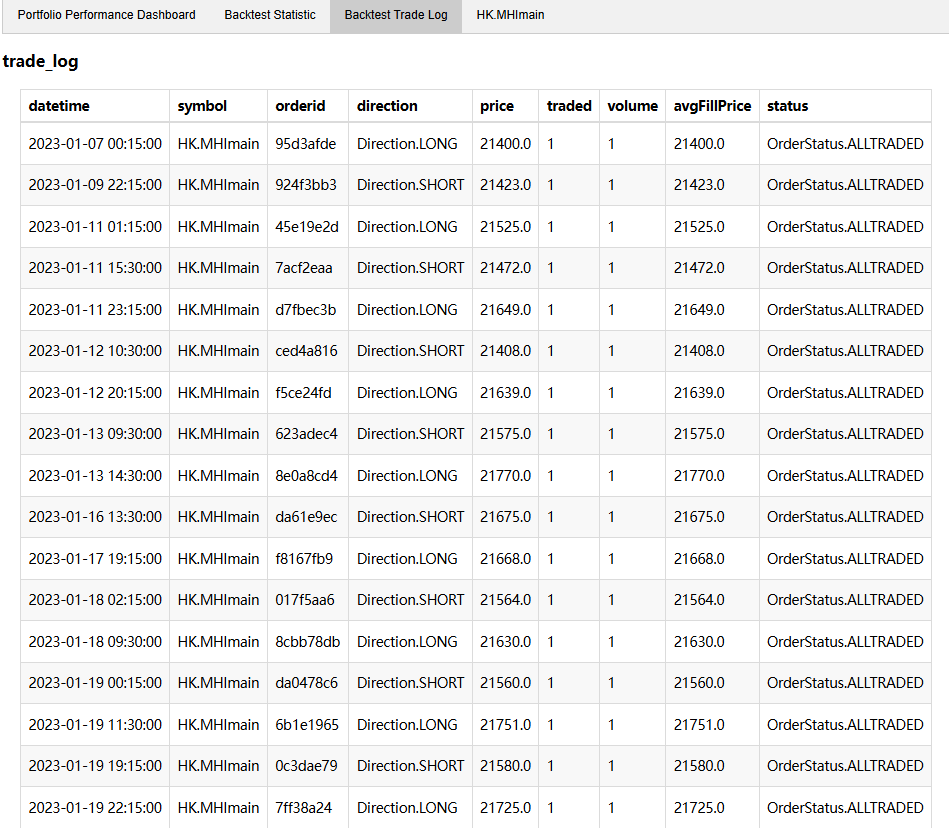 Portfolio Performance Dashboard Backtest Statistic Backtest Trade Log HK.MHImain
trade_log
datetime symbol orderid direction price traded volume avgFillPrice status
2023-01-07 00:15:00 HK.MHImain 95d3afde Direction.LONG 21400.0 1 1 21400.0 OrderStatus.ALLTRADED
2023-01-09 22:15:00 HK.MHImain 924f3bb3 Direction.SHORT 21423.0 1 1 21423.0 OrderStatus.ALLTRADED
2023-01-11 01:15:00 HK.MHImain 45e19e2d Direction.LONG 21525.0 1 1 21525.0 OrderStatus.ALLTRADED
2023-01-11 15:30:00 HK.MHImain 7acf2eaa Direction.SHORT 21472.0 1 1 21472.0 OrderStatus.ALLTRADED
2023-01-11 23:15:00 HK.MHImain d7fbec3b Direction.LONG 21649.0 1 1 21649.0 OrderStatus.ALLTRADED
2023-01-12 10:30:00 HK.MHImain ced4a816 Direction.SHORT 21408.0 1 1 21408.0 OrderStatus.ALLTRADED
2023-01-12 20:15:00 HK.MHImain f5ce24fd Direction.LONG 21639.0 1 1 21639.0 OrderStatus.ALLTRADED
2023-01-13 09:30:00 HK.MHImain 623adec4 Direction.SHORT 21575.0 1 1 21575.0 OrderStatus.ALLTRADED
2023-01-13 14:30:00 HK.MHImain 8e0a8cd4 Direction.LONG 21770.0 1 1 21770.0 OrderStatus.ALLTRADED
2023-01-16 13:30:00 HK.MHImain da61e9ec Direction.SHORT 21675.0 1 1 21675.0 OrderStatus.ALLTRADED
2023-01-17 19:15:00 HK.MHImain f8167fb9 Direction.LONG 21668.0 1 1 21668.0 OrderStatus.ALLTRADED
2023-01-18 02:15:00 HK.MHImain 017f5aa6 Direction.SHORT 21564.0 1 1 21564.0 OrderStatus.ALLTRADED
2023-01-18 09:30:00 HK.MHImain 8cbb78db Direction.LONG 21630.0 1 1 21630.0 OrderStatus.ALLTRADED
2023-01-19 00:15:00 HK.MHImain da0478c6 Direction.SHORT 21560.0 1 1 21560.0 OrderStatus.ALLTRADED
2023-01-19 11:30:00 HK.MHImain 6b1e1965 Direction.LONG 21751.0 1 1 21751.0 OrderStatus.ALLTRADED
2023-01-19 19:15:00 HK.MHImain 0c3dae79 Direction.SHORT 21580.0 1 1 21580.0 OrderStatus.ALLTRADED
2023-01-19 22:15:00 HK.MHImain 7ff38a24 Direction.LONG 21725.0 1 1 21725.0 OrderStatus.ALLTRADED